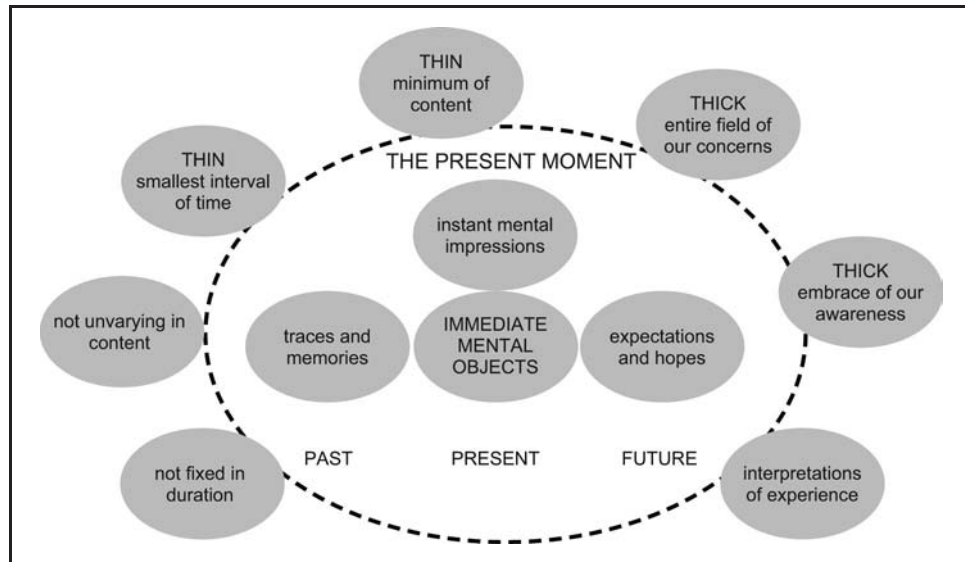 THIN
minimum of
content
THICK
entire field of
our concerns
THE PRESENT MOMENT
THIN
smallest interval
of time
instant mental
impressions
THICK
embrace of our
awareness
not unvarying in
content
traces and
memories
IMMEDIATE
MENTAL
OBJECTS
expectations
and hopes
PAST
PRESENT
FUTURE
not fixed in
duration
interpretations
of experience